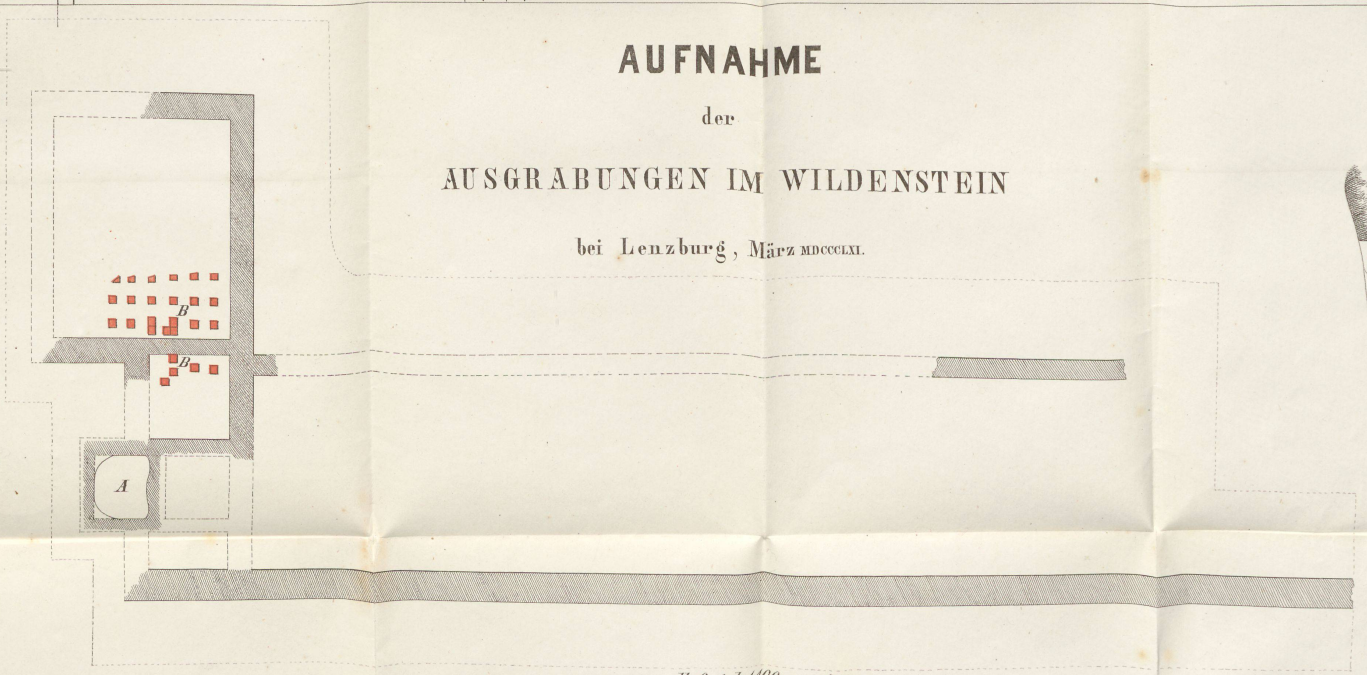 AUFNAHME
der
AUSGRABUNGEN IM WILDENSTEIN
bei Lenzburg, März MDCCCLXI.
B
B
A